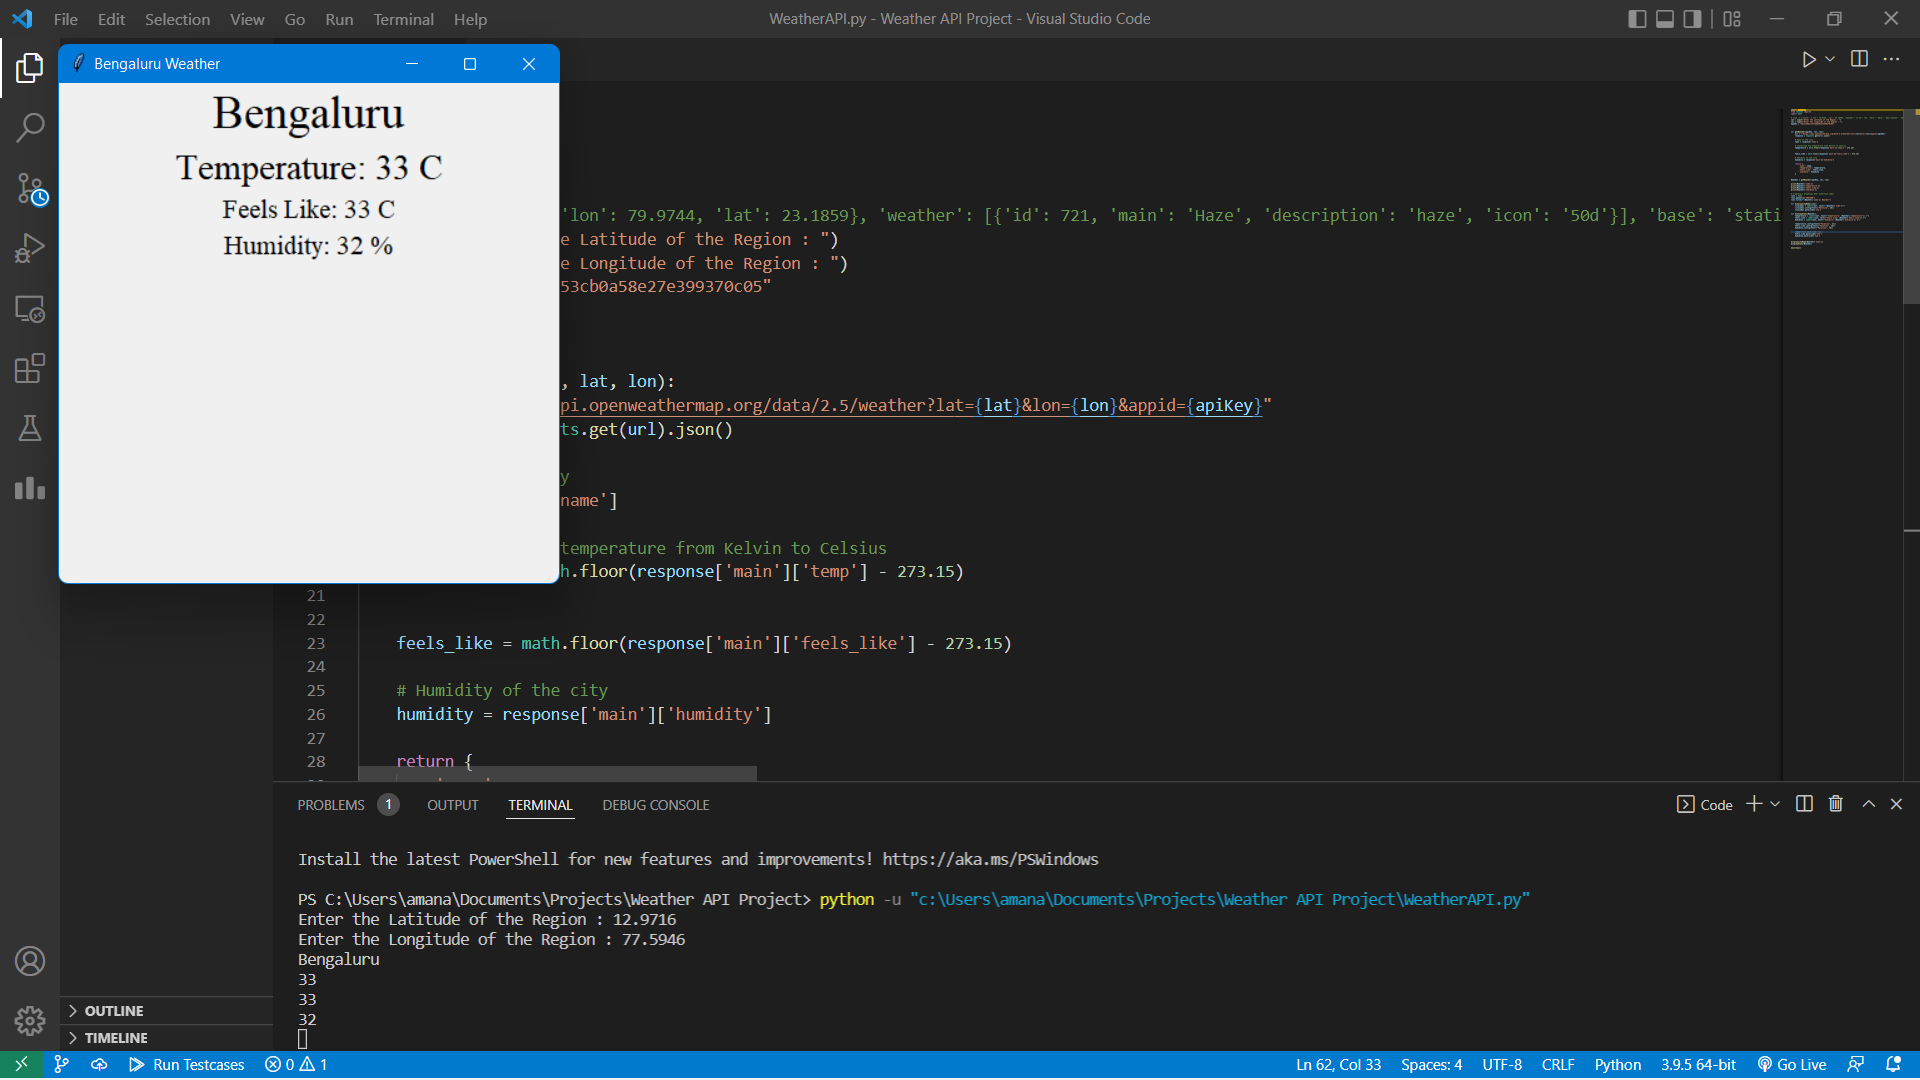 File Edit Selection View Go Run Terminal Help
WeatherAPI.py - Weather API Project - Visual Studio Code
Bengaluru Weather
Bengaluru
Temperature: 33 C
Feels Like: 33 C
Humidity: 32 %
'lon': 79.9744, 'lat': 23.1859}, 'weather': [{'id': 721, 'main': 'Haze', 'description': 'haze', 'icon': '50d'}], 'base': 'stati
e Latitude of the Region : ")
e Longitude of the Region : ")
53cb0a58e27e399370c05"
, lat, lon):
pi.openweathermap.org/data/2.5/weather?lat={lat}&lon={lon}&appid={apiKey}"
ts.get(url).json()
y
name']
temperature from Kelvin to Celsius
h.floor(response['main']['temp'] - 273.15)
21
22
23 feels_like = math.floor(response['main']['feels_like'] - 273.15)
24
25 # Humidity of the city
26 humidity = response['main']['humidity']
27
28 return {
PROBLEMS 1 OUTPUT TERMINAL DEBUG CONSOLE
Code
Install the latest PowerShell for new features and improvements! https://aka.ms/PSWindows
PS C:\Users\amana\Documents\Projects\Weather API Project> python -u "c:\Users\amana\Documents\Projects\Weather API Project\WeatherAPI.py"
Enter the Latitude of the Region : 12.9716
Enter the Longitude of the Region : 77.5946
Bengaluru
33
33
32
OUTLINE
TIMELINE
Run Testcases 0 1
Ln 62, Col 33 Spaces: 4 UTF-8 CRLF Python 3.9.5 64-bit Go Live